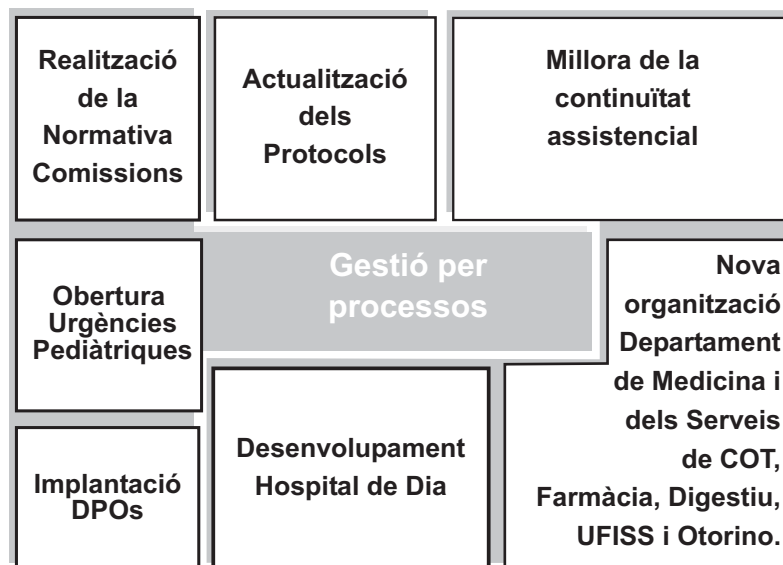 Realització
de la
Normativa
Comissions
Actualització
dels
Protocols
Millora de la
continuïtat
assistencial
Obertura
Urgències
Pediàtriques
Gestió per
processos
Nova
organització
Departament
de Medicina i
dels Serveis
de COT,
Farmàcia, Digestiu,
UFISS i Otorino.
Implantació
DPOs
Desenvolupament
Hospital de Dia